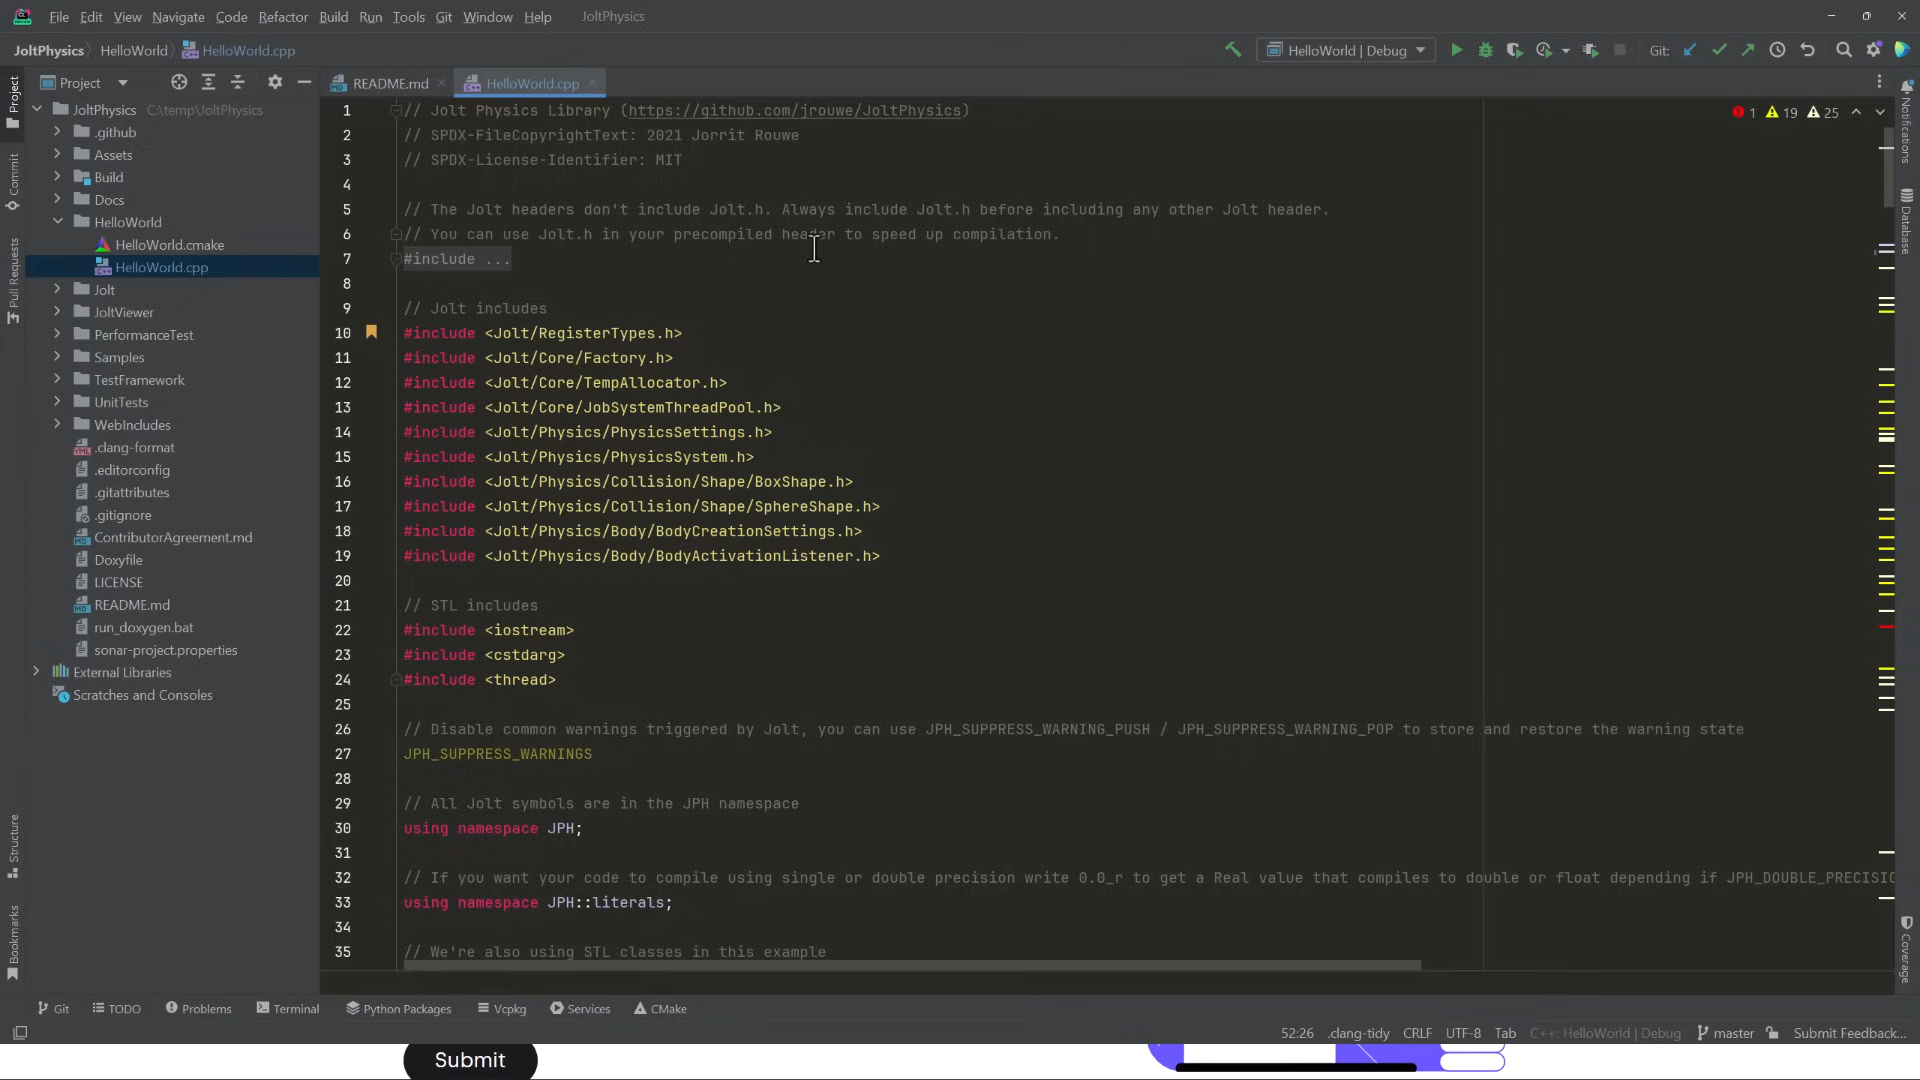 File Edit View Navigate Code Refactor Build Run Tools Git Window Help JoltPhysics
JoltPhysics HelloWorld HelloWorld.cpp HelloWorld | Debug Git:
Project README.md HelloWorld.cpp
Project
Commit
Pull Requests
Structure
Bookmarks
JoltPhysics C:\temp\JoltPhysics
.github
Assets
Build
Docs
HelloWorld
HelloWorld.cmake
HelloWorld.cpp
Jolt
JoltViewer
PerformanceTest
Samples
TestFramework
UnitTests
WebIncludes
.clang-format
.editorconfig
.gitattributes
.gitignore
ContributorAgreement.md
Doxyfile
LICENSE
README.md
run_doxygen.bat
sonar-project.properties
External Libraries
Scratches and Consoles
1 // Jolt Physics Library (https://github.com/jrouwe/JoltPhysics)
2 // SPDX-FileCopyrightText: 2021 Jorrit Rouwe
3 // SPDX-License-Identifier: MIT
4
5 // The Jolt headers don't include Jolt.h. Always include Jolt.h before including any other Jolt header.
6 // You can use Jolt.h in your precompiled header to speed up compilation.
7 #include ...
8
9 // Jolt includes
10 #include <Jolt/RegisterTypes.h>
11 #include <Jolt/Core/Factory.h>
12 #include <Jolt/Core/TempAllocator.h>
13 #include <Jolt/Core/JobSystemThreadPool.h>
14 #include <Jolt/Physics/PhysicsSettings.h>
15 #include <Jolt/Physics/PhysicsSystem.h>
16 #include <Jolt/Physics/Collision/Shape/BoxShape.h>
17 #include <Jolt/Physics/Collision/Shape/SphereShape.h>
18 #include <Jolt/Physics/Body/BodyCreationSettings.h>
19 #include <Jolt/Physics/Body/BodyActivationListener.h>
20
21 // STL includes
22 #include <iostream>
23 #include <cstdarg>
24 #include <thread>
25
26 // Disable common warnings triggered by Jolt, you can use JPH_SUPPRESS_WARNING_PUSH / JPH_SUPPRESS_WARNING_POP to store and restore the warning state
27 JPH_SUPPRESS_WARNINGS
28
29 // All Jolt symbols are in the JPH namespace
30 using namespace JPH;
31
32 // If you want your code to compile using single or double precision write 0.0_r to get a Real value that compiles to double or float depending if JPH_DOUBLE_PRECISIO
33 using namespace JPH::literals;
34
35 // We're also using STL classes in this example
1 19 25
Notifications
Database
Coverage
Git TODO Problems Terminal Python Packages Vcpkg Services CMake
52:26 .clang-tidy CRLF UTF-8 Tab C++: HelloWorld | Debug master Submit Feedback...
Submit